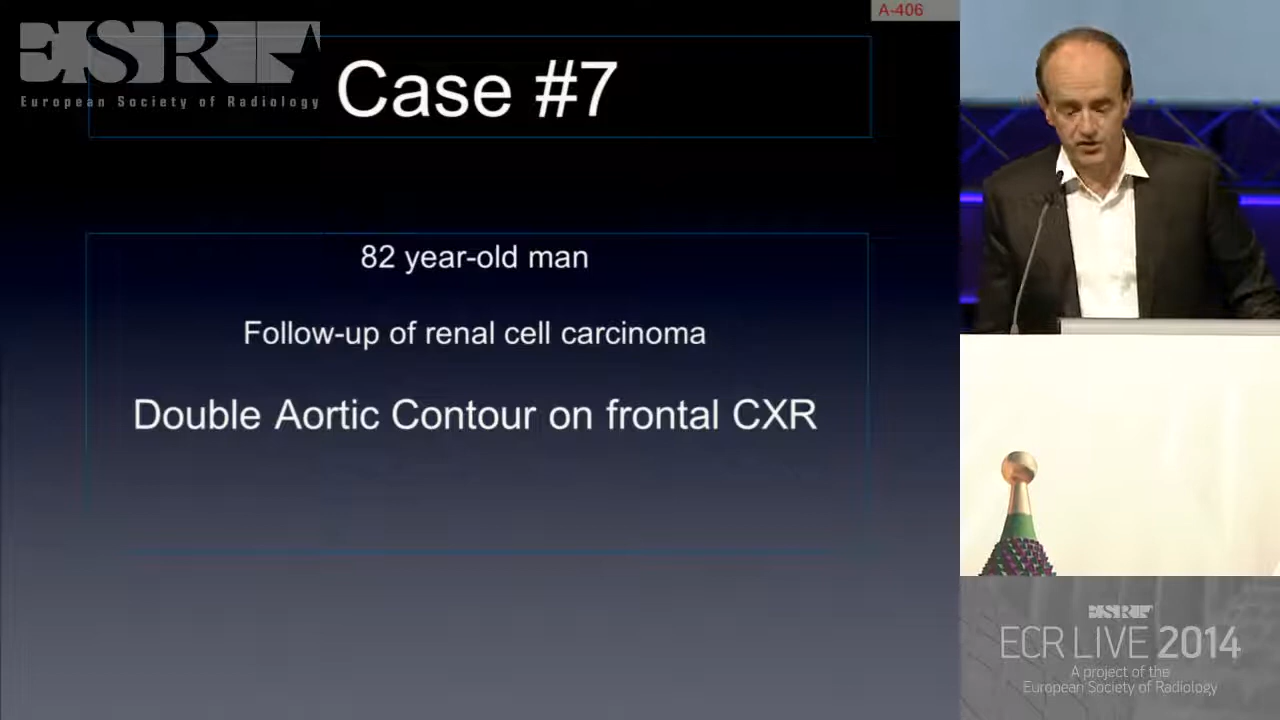 A-406
ESR
European Society of Radiology
Case #7
82 year-old man
Follow-up of renal cell carcinoma
Double Aortic Contour on frontal CXR
ESR
ECR LIVE 2014
A project of the
European Society of Radiology